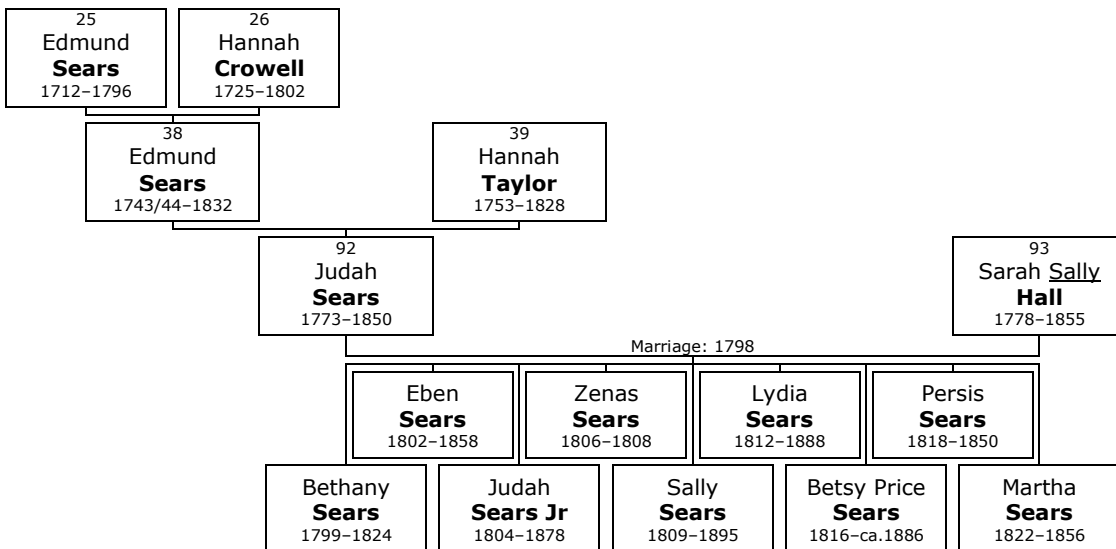 25
Edmund
Sears
1712–1796
26
Hannah
Crowell
1725–1802
38
Edmund
Sears
1743/44–1832
39
Hannah
Taylor
1753–1828
92
Judah
Sears
1773–1850
93
Sarah Sally
Hall
1778–1855
Marriage: 1798
Eben
Sears
1802–1858
Zenas
Sears
1806–1808
Lydia
Sears
1812–1888
Persis
Sears
1818–1850
Bethany
Sears
1799–1824
Judah
Sears Jr
1804–1878
Sally
Sears
1809–1895
Betsy Price
Sears
1816–ca.1886
Martha
Sears
1822–1856